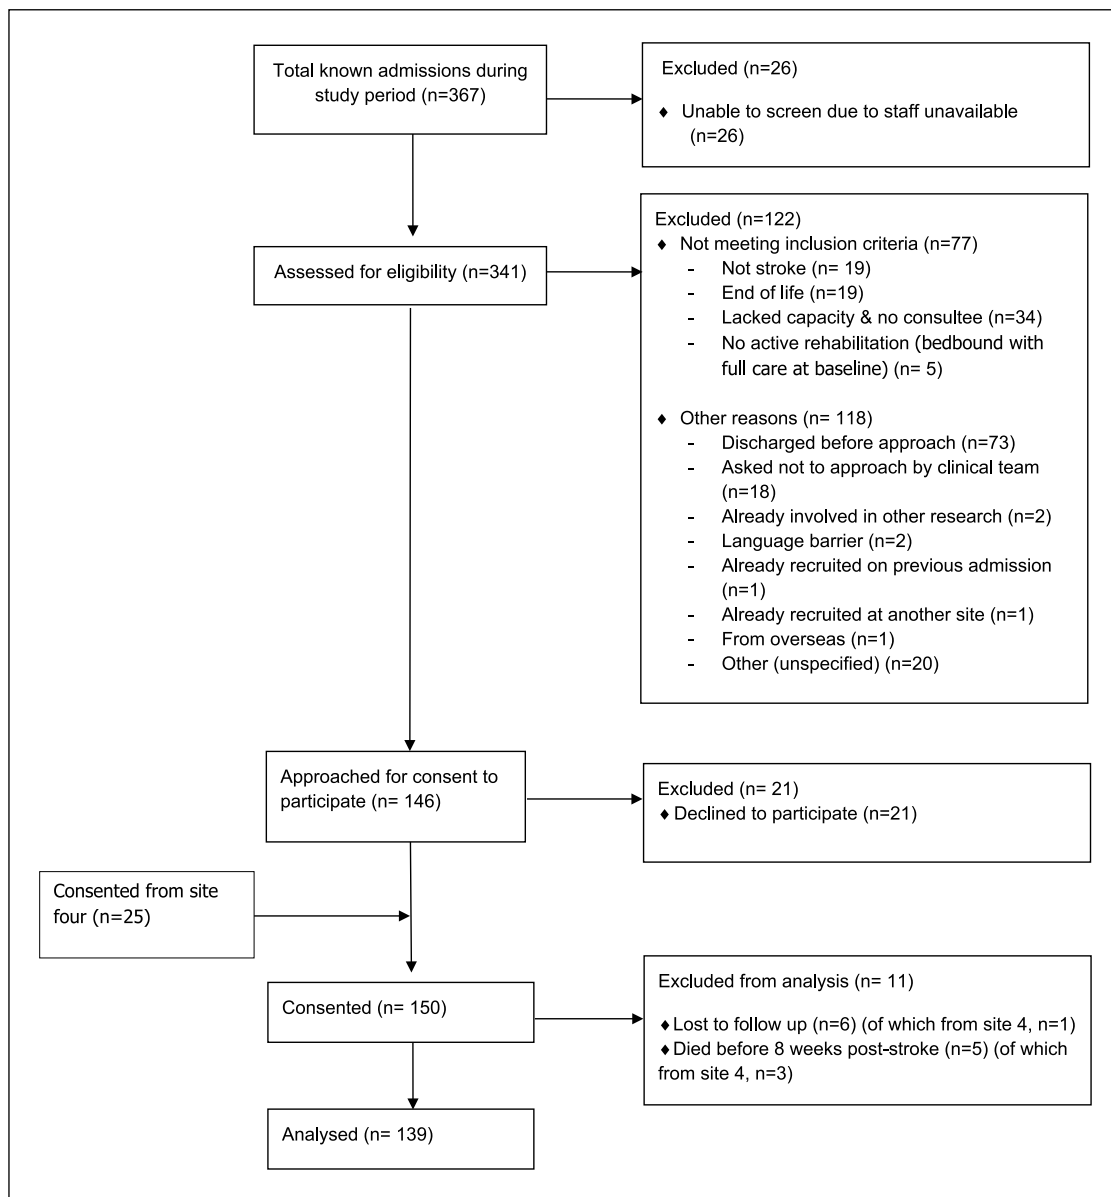 Total known admissions during
study period (n=367)
Excluded (n=26)
♦ Unable to screen due to staff unavailable
(n=26)
Assessed for eligibility (n=341)
Excluded (n=122)
♦ Not meeting inclusion criteria (n=77)
- Not stroke (n= 19)
- End of life (n=19)
- Lacked capacity & no consultee (n=34)
- No active rehabilitation (bedbound with
full care at baseline) (n= 5)
♦ Other reasons (n= 118)
- Discharged before approach (n=73)
- Asked not to approach by clinical team
(n=18)
- Already involved in other research (n=2)
- Language barrier (n=2)
- Already recruited on previous admission
(n=1)
- Already recruited at another site (n=1)
- From overseas (n=1)
- Other (unspecified) (n=20)
Approached for consent to
participate (n= 146)
Excluded (n= 21)
♦ Declined to participate (n=21)
Consented from site
four (n=25)
Consented (n= 150)
Excluded from analysis (n= 11)
♦ Lost to follow up (n=6) (of which from site 4, n=1)
♦ Died before 8 weeks post-stroke (n=5) (of which
from site 4, n=3)
Analysed (n= 139)